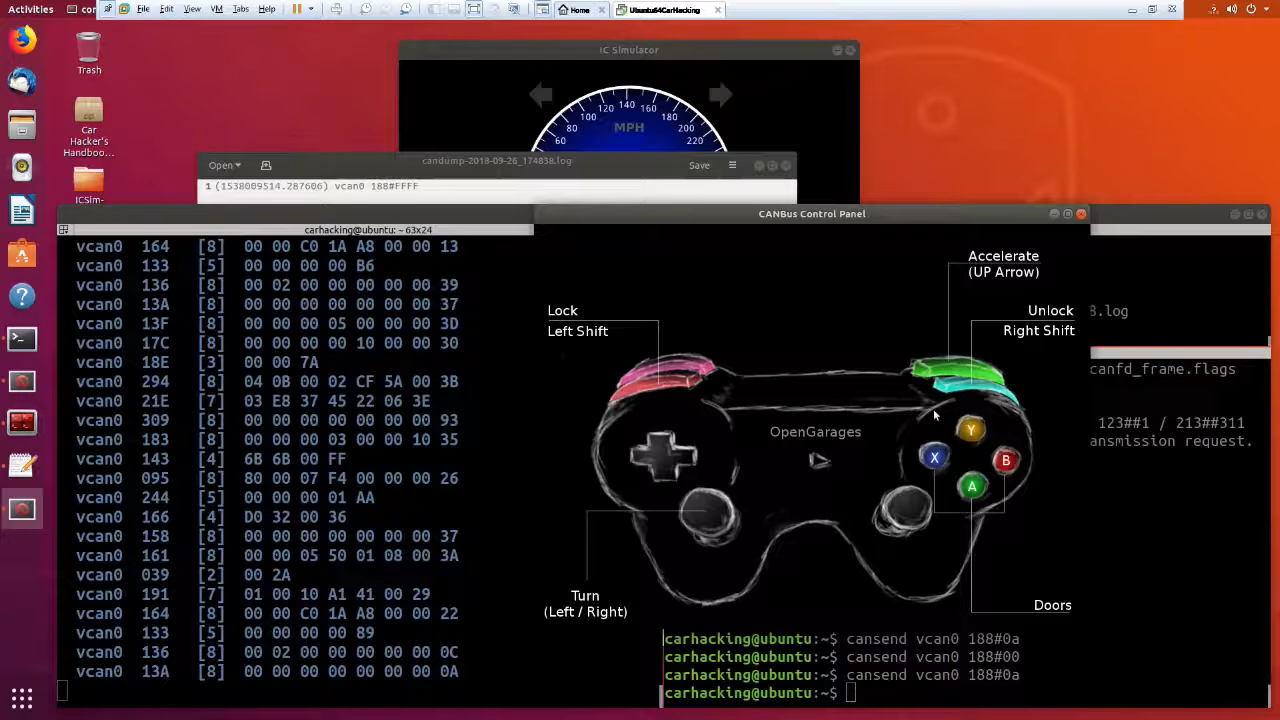 Activities
File Edit View VM Tabs Help
Home
Ubuntu64CarHacking
Trash
Car
Hacker's
Handboo...
ICSim-
IC Simulator
120 140 160
100 180
80 200
60 220
MPH
Open
candump-2018-09-26_174838.log
Save
1 (1538009514.287606) vcan0 188#FFFF
CANBus Control Panel
carhacking@ubuntu: ~ 63x24
vcan0 164 [8] 00 00 C0 1A A8 00 00 13
vcan0 133 [5] 00 00 00 00 B6
vcan0 136 [8] 00 02 00 00 00 00 00 39
vcan0 13A [8] 00 00 00 00 00 00 00 37
vcan0 13F [8] 00 00 00 05 00 00 00 3D
vcan0 17C [8] 00 00 00 00 10 00 00 30
vcan0 18E [3] 00 00 7A
vcan0 294 [8] 04 0B 00 02 CF 5A 00 3B
vcan0 21E [7] 03 E8 37 45 22 06 3E
vcan0 309 [8] 00 00 00 00 00 00 00 93
vcan0 183 [8] 00 00 00 03 00 00 10 35
vcan0 143 [4] 6B 6B 00 FF
vcan0 095 [8] 80 00 07 F4 00 00 00 26
vcan0 244 [5] 00 00 00 01 AA
vcan0 166 [4] D0 32 00 36
vcan0 158 [8] 00 00 00 00 00 00 00 37
vcan0 161 [8] 00 00 05 50 01 08 00 3A
vcan0 039 [2] 00 2A
vcan0 191 [7] 01 00 10 A1 41 00 29
vcan0 164 [8] 00 00 C0 1A A8 00 00 22
vcan0 133 [5] 00 00 00 00 89
vcan0 136 [8] 00 02 00 00 00 00 00 0C
vcan0 13A [8] 00 00 00 00 00 00 00 0A
Accelerate
(UP Arrow)
Lock
Left Shift
Unlock
Right Shift
OpenGarages
Y
X
B
A
Turn
(Left / Right)
Doors
8.log
canfd_frame.flags
123##1 / 213##311
ansmission request.
carhacking@ubuntu:~$ cansend vcan0 188#0a
carhacking@ubuntu:~$ cansend vcan0 188#00
carhacking@ubuntu:~$ cansend vcan0 188#0a
carhacking@ubuntu:~$